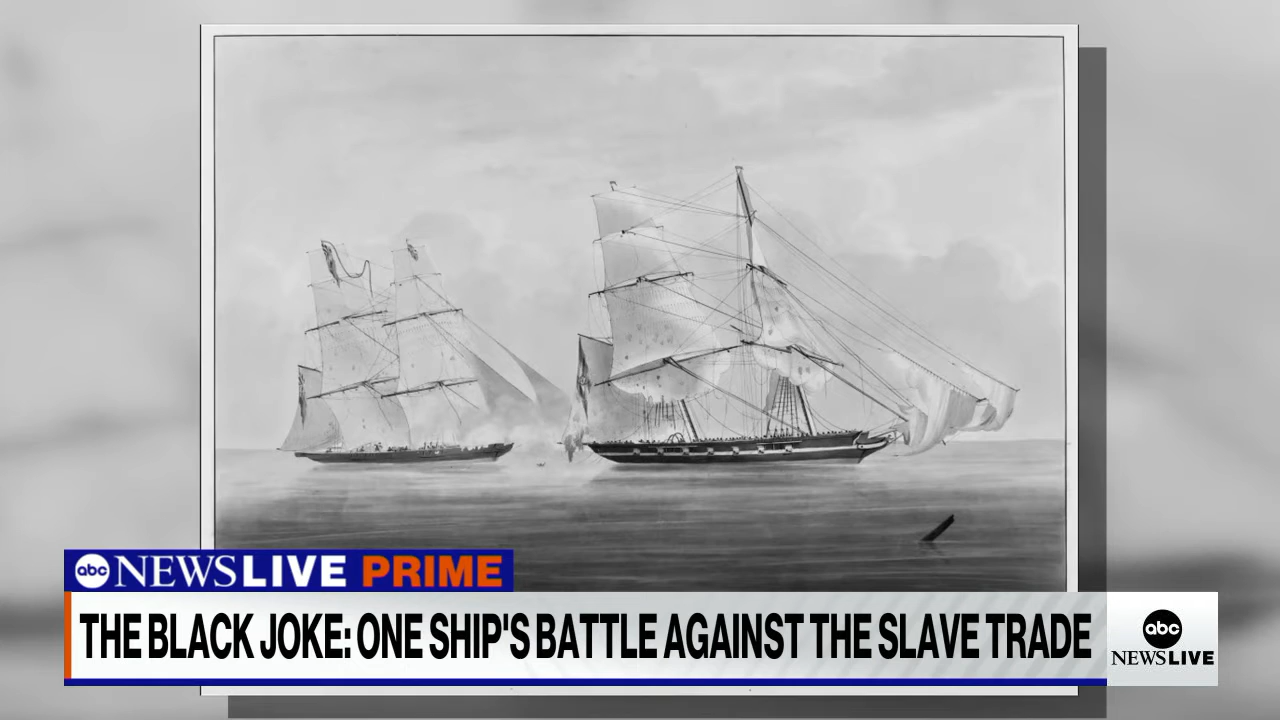 abc NEWS LIVE PRIME
THE BLACK JOKE: ONE SHIP'S BATTLE AGAINST THE SLAVE TRADE
abc
NEWS LIVE